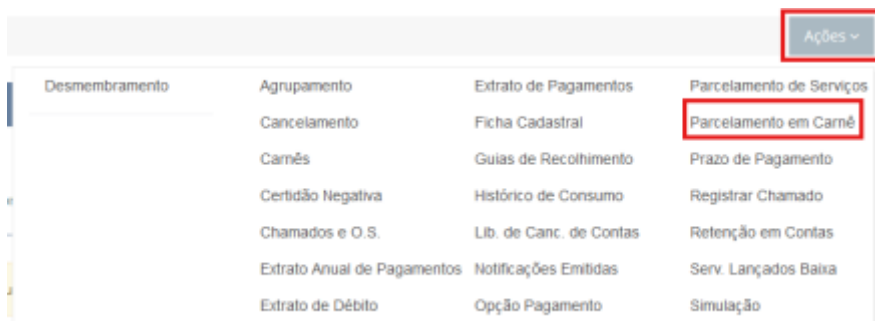 Ações
Desmembramento Agrupamento Extrato de Pagamentos Parcelamento de Serviços
Cancelamento Ficha Cadastral Parcelamento em Carnê
Carnês Guias de Recolhimento Prazo de Pagamento
Certidão Negativa Histórico de Consumo Registrar Chamado
Chamados e O.S. Lib. de Canc. de Contas Retenção em Contas
Extrato Anual de Pagamentos Notificações Emitidas Serv. Lançados Baixa
Extrato de Débito Opção Pagamento Simulação